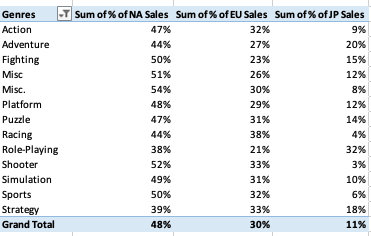 Genres Sum of % of NA Sales Sum of % of EU Sales Sum of % of JP Sales
Action 47% 32% 9%
Adventure 44% 27% 20%
Fighting 50% 23% 15%
Misc 51% 26% 12%
Misc. 54% 30% 8%
Platform 48% 29% 12%
Puzzle 47% 31% 14%
Racing 44% 38% 4%
Role-Playing 38% 21% 32%
Shooter 52% 33% 3%
Simulation 49% 31% 10%
Sports 50% 32% 6%
Strategy 39% 33% 18%
Grand Total 48% 30% 11%